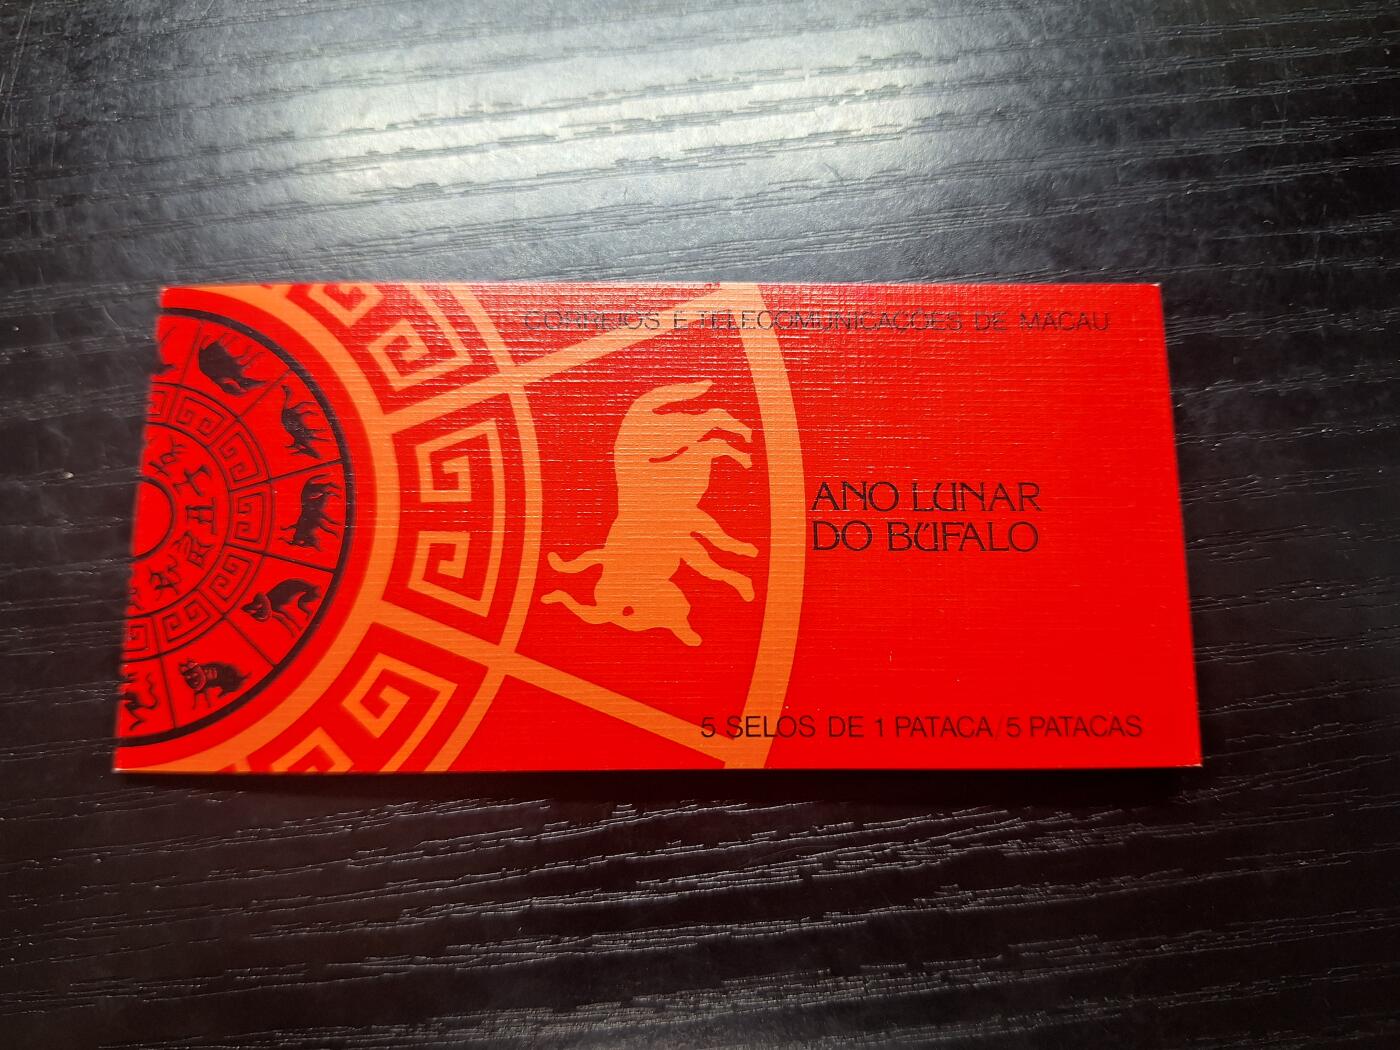 CORREIOS E TELECOMUNICAÇÕES DE MACAU
ANO LUNAR
DO BÚFALO
5 SELOS DE 1 PATACA/5 PATACAS